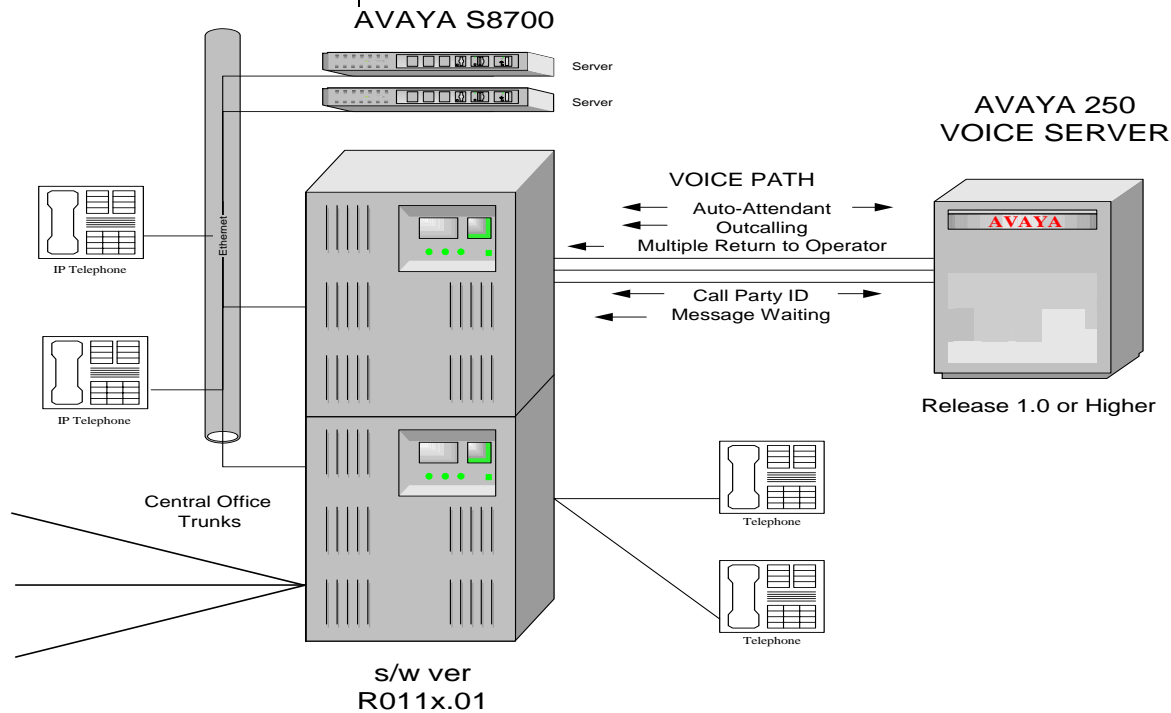 AVAYA S8700
Server
Server
AVAYA 250
VOICE SERVER
AVAYA
VOICE PATH
Auto-Attendant
Outcalling
Multiple Return to Operator
Call Party ID
Message Waiting
Release 1.0 or Higher
Ethernet
IP Telephone
IP Telephone
Central Office
Trunks
Telephone
Telephone
s/w ver
R011x.01